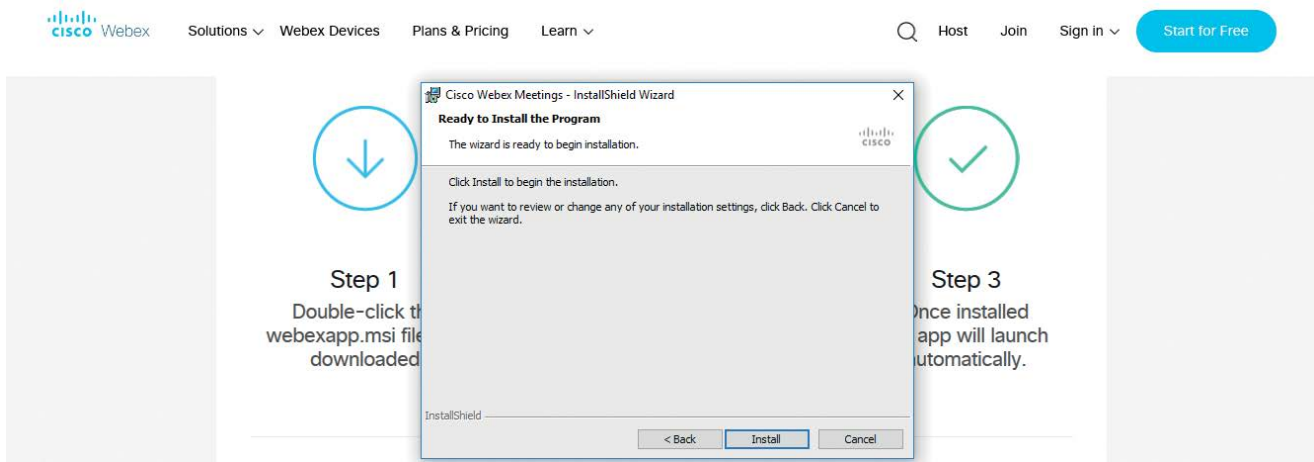 CISCO Webex Solutions Webex Devices Plans & Pricing Learn Host Join Sign in Start for Free
Cisco Webex Meetings - InstallShield Wizard
Ready to Install the Program
The wizard is ready to begin installation.
CISCO
Click Install to begin the installation.
If you want to review or change any of your installation settings, click Back. Click Cancel to
exit the wizard.
InstallShield
< Back Install Cancel
Step 1
Double-click
webexapp.msi
downloaded
Step 3
installed
app will launch